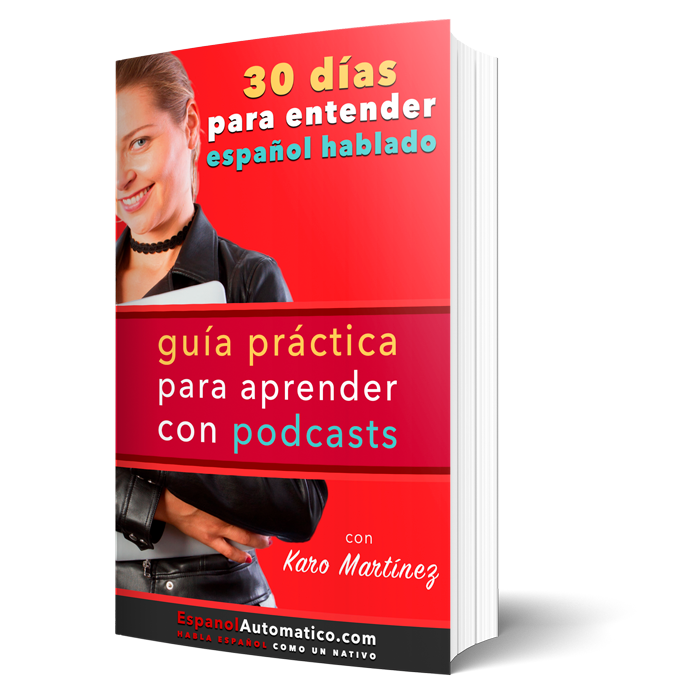 30 días
para entender
español hablado
guía práctica
para aprender
con podcasts
con
Karo Martínez
EspanolAutomatico.com
HABLA ESPAÑOL COMO UN NATIVO